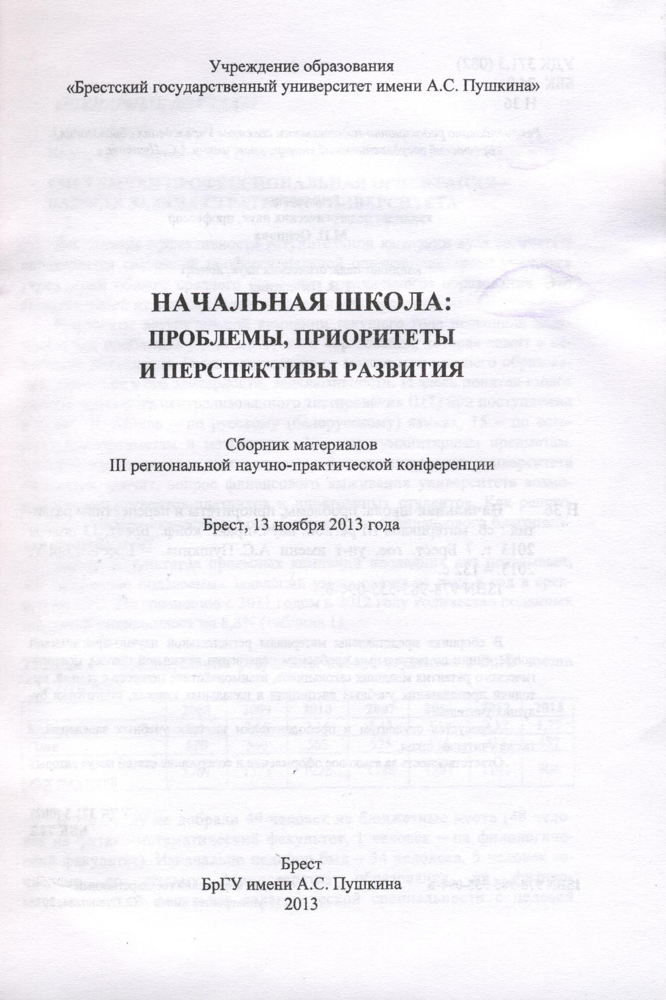 Учреждение образования
«Брестский государственный университет имени А.С. Пушкина»
НАЧАЛЬНАЯ ШКОЛА:
ПРОБЛЕМЫ, ПРИОРИТЕТЫ
И ПЕРСПЕКТИВЫ РАЗВИТИЯ
Сборник материалов
III региональной научно-практической конференции
Брест, 13 ноября 2013 года
Брест
БрГУ имени А.С. Пушкина
2013